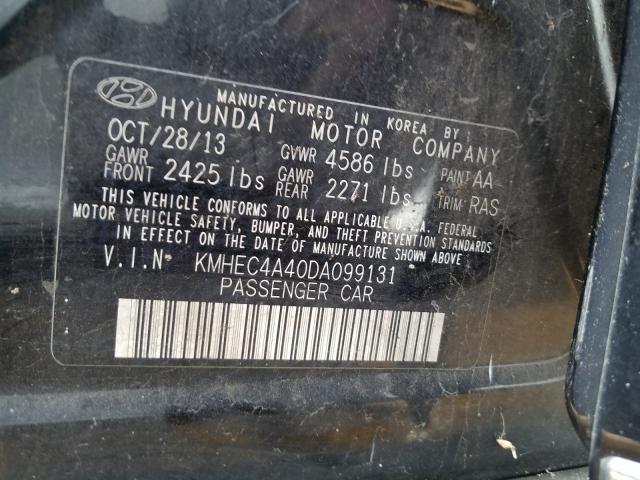 MANUFACTURED IN KOREA BY:
HYUNDAI MOTOR COMPANY
OCT/28/13 GVWR 4586 lbs PAINT AA
GAWR FRONT 2425 lbs GAWR REAR 2271 lbs TRIM RAS
THIS VEHICLE CONFORMS TO ALL APPLICABLE U.S.A. FEDERAL
MOTOR VEHICLE SAFETY, BUMPER, AND THEFT PREVENTION STANDARDS
IN EFFECT ON THE DATE OF MANUFACTURE SHOWN ABOVE
V.I.N KMHEC4A40DA099131
PASSENGER CAR